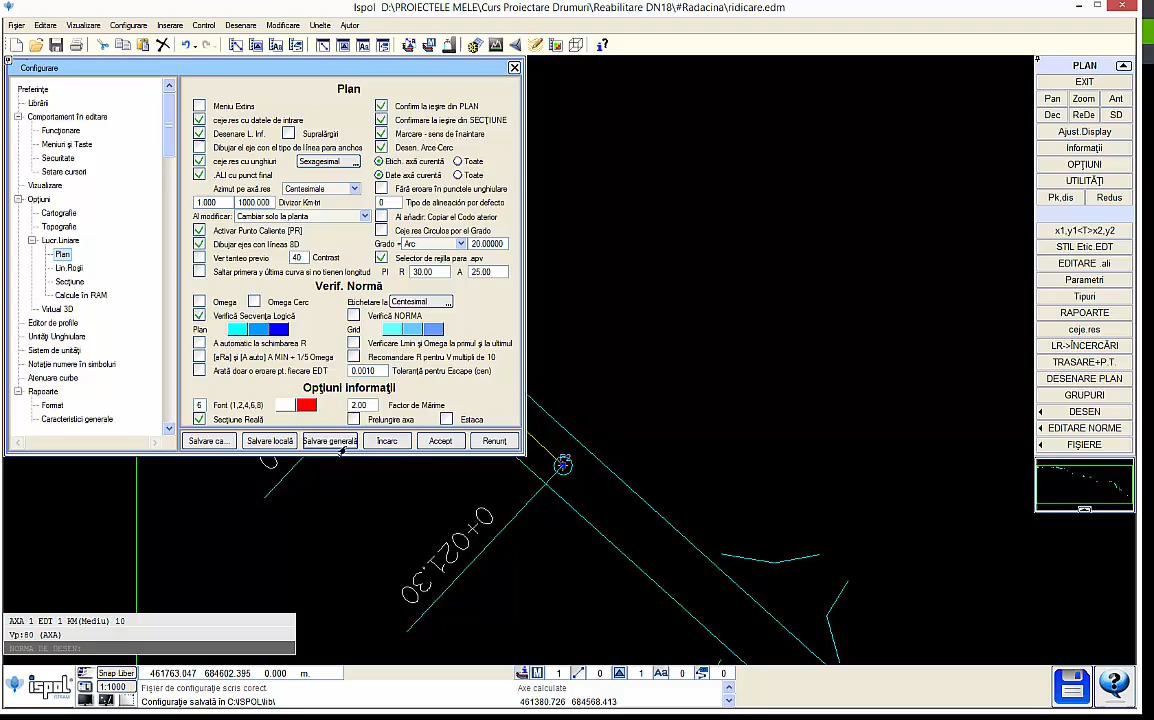 Ispol D:\PROIECTELE MELE\Curs Proiectare Drumuri\Reabilitare DN18\#Radacina\ridicare.edm
Fişier Editare Vizualizare Configurare Inserare Control Desenare Modificare Unelte Ajutor
Configurare
Preferinţe
Librării
Comportament în editare
Funcţionare
Meniuri şi Taste
Securitate
Setare cursori
Vizualizare
Opţiuni
Cartografie
Topografie
Lucr.Liniare
Plan
Lin.Roşii
Secţiune
Calcule în RAM
Virtual 3D
Editor de profile
Unităţi Unghiulare
Sistem de unităţi
Notaţie numere în simboluri
Atenuare curbe
Rapoarte
Format
Caracteristici generale
Plan
Meniu Extins
Confirm la ieşire din PLAN
ceje.res cu datele de intrare
Confirmare la ieşire din SECŢIUNE
Desenare L. Inf.
Supralărgiri
Marcare - sens de înaintare
Dibujar el eje con el tipo de línea para anchos
Desen. Arce-Cerc
ceje.res cu unghiuri
Sexagesimal ...
Etich. axă curentă
Toate
.ALI cu punct final
Date axă curentă
Toate
Azimut pe axă.res
Centesimale
Fără eroare în punctele unghiulare
1.000 1000.000 Divizor Km-tri
0 Tipo de alineación por defecto
Al modificar: Cambiar solo la planta
Al añadir. Copiar el Codo aterior
Activar Punto Caliente [PR]
Ceje res Circulos por el Grado
Dibujar ejes con líneas 8D
Grado = Arc 20.00000
Ver tanteo previo 40 Contrast
Selector de rejilla para .apv
Saltar primera y última curva si no tienen longitud
PI R 30.00 A 25.00
Verif. Normă
Omega
Omega Cerc
Etichetare la Centesimal ...
Verifică Secvenţa Logică
Verifică NORMA
Plan
Grid
A automatic la schimbarea R
Verificare Lmin şi Omega la primul şi la ultimul
[aRa] şi [A auto] A MIN + 1/5 Omega
Recomandare R pentru V multipli de 10
Arată doar o eroare pt. fiecare EDT
0.0010 Toleranţă pentru Escape (cen)
Opţiuni informaţii
6 Font (1,2,4,6,8)
2.00 Factor de Mărime
Secţiune Reală
Prelungire axa
Estaca
Salvare ca... Salvare locală Salvare generală Încarc Accept Renunţ
PLAN
EXIT
Pan Zoom Ant
Dec ReDe SD
Ajust.Display
Informaţii
OPŢIUNI
UTILITĂŢI
Pk,dis Redus
x1,y1<T>x2,y2
STIL Etic.EDT
EDITARE .ali
Parametri
Tipuri
RAPOARTE
ceje.res
LR->ÎNCERCĂRI
TRASARE+P.T.
DESENARE PLAN
GRUPURI
DESEN
EDITARE NORME
FIŞIERE
0+021.30
AXA 1 EDT 1 KM(Mediu) 10
Vp:80 (AXA)
NORMA DE DESEN:
ispol
Snap Liber
1:1000
461763.047 684602.395 0.000 m.
Fişier de configuraţie scris corect
Configuraţie salvată în C:\ISPOL\lib\
M 1 0 1 Aa 0 0
Axe calculate
461380.726 684568.413